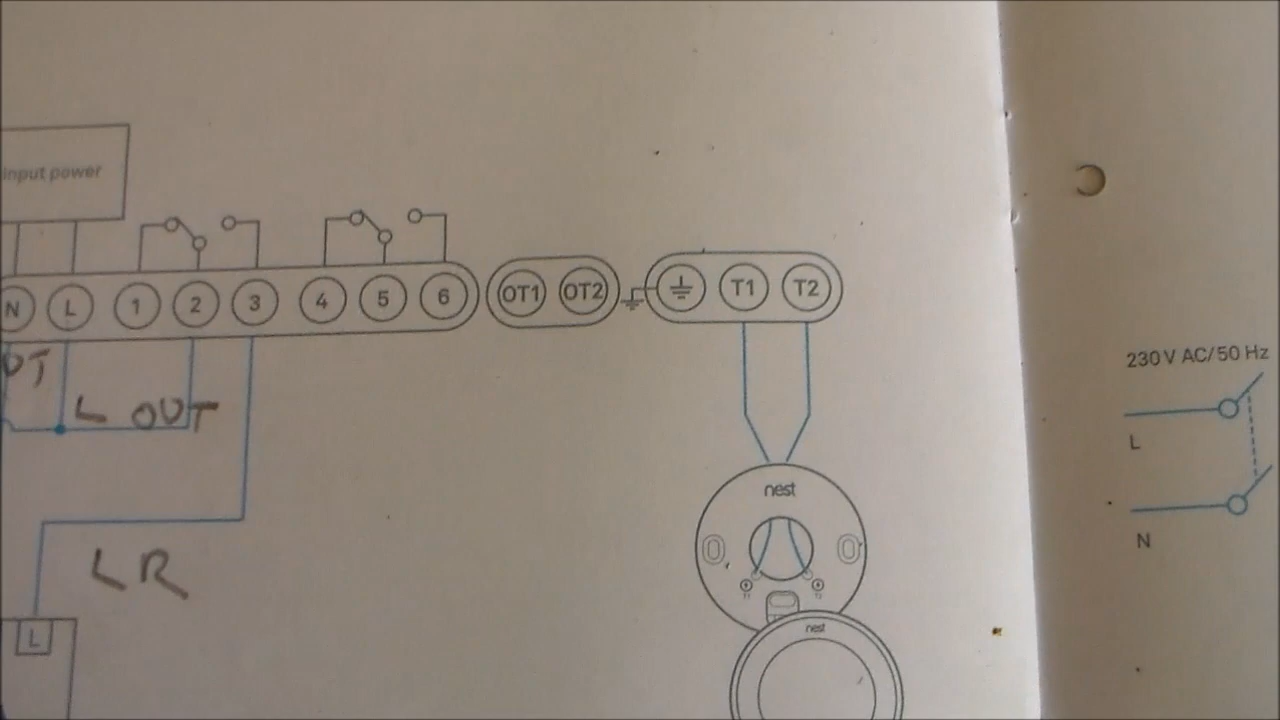 input power
N L 1 2 3 4 5 6 OT1 OT2 T1 T2
230 V AC/50 Hz
L OUT
L
nest
N
T1
LR
nest
L